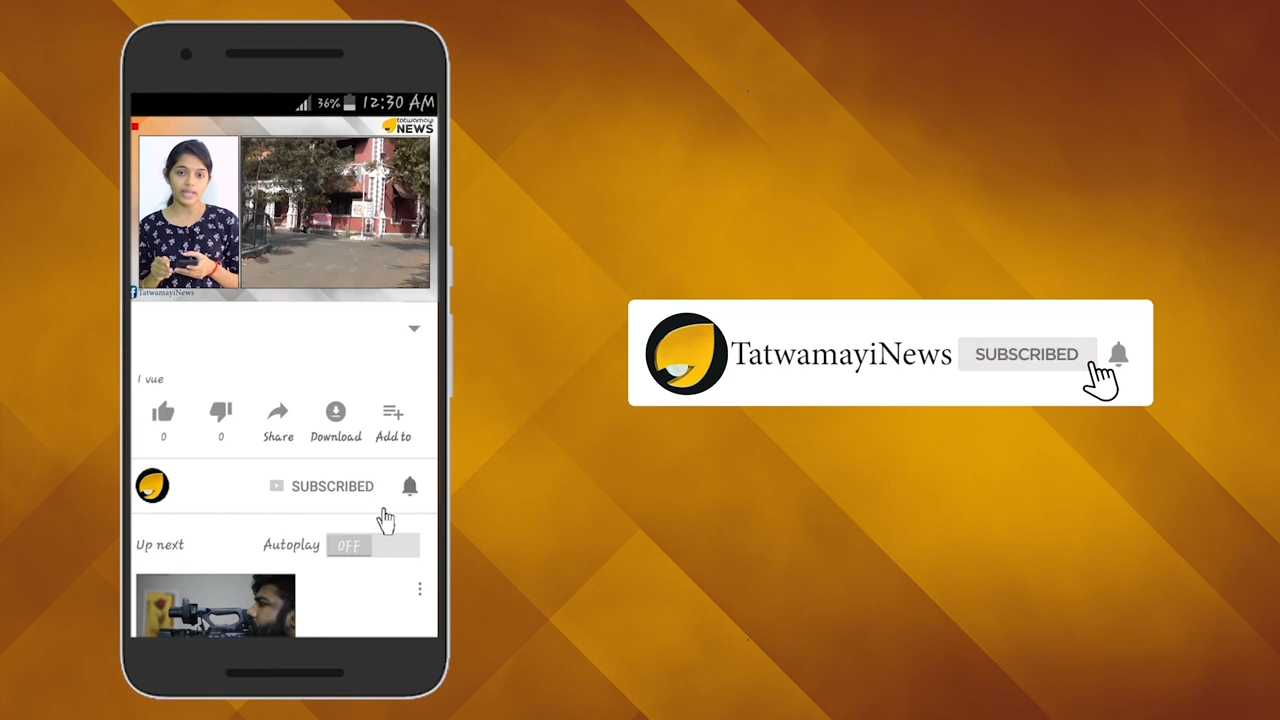 36% 12:30 AM
tatwamayi
NEWS
TatwamayiNews
1 vue
0 0 Share Download Add to
SUBSCRIBED
Up next Autoplay OFF
TatwamayiNews SUBSCRIBED